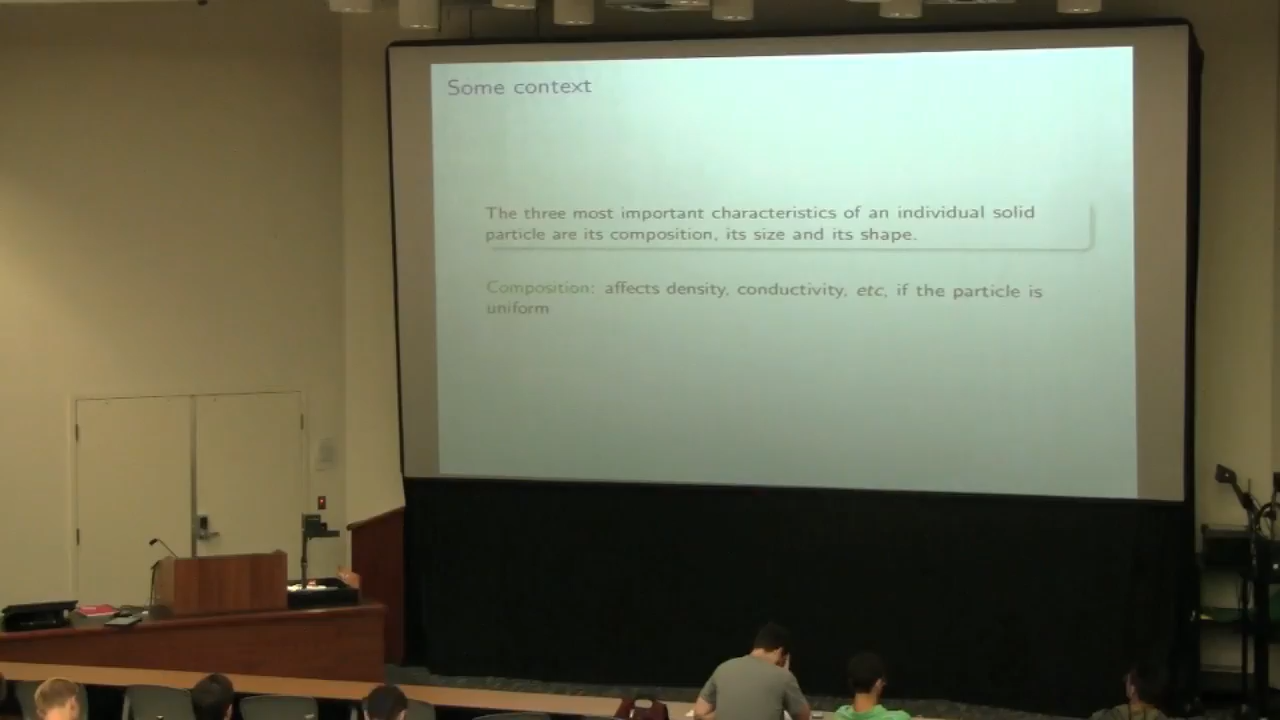 Some context
The three most important characteristics of an individual solid
particle are its composition, its size and its shape.
Composition: affects density, conductivity, etc, if the particle is
uniform